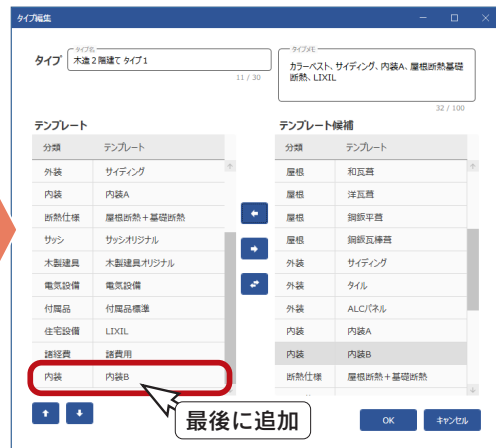 タイプ編集
タイプ
タイプ名
木造2階建て タイプ1
11 / 30
タイプメモ
カラーベスト、サイディング、内装A、屋根断熱基礎
断熱、LIXIL
32 / 100
テンプレート
分類 テンプレート
外装 サイディング
内装 内装A
断熱仕様 屋根断熱+基礎断熱
サッシ サッシオリジナル
木製建具 木製建具オリジナル
電気設備 電気設備
付属品 付属品標準
住宅設備 LIXIL
諸経費 諸費用
内装 内装B
テンプレート候補
分類 テンプレート
屋根 和瓦葺
屋根 洋瓦葺
屋根 鋼鈑平葺
屋根 鋼鈑瓦棒葺
外装 サイディング
外装 タイル
外装 ALCパネル
内装 内装A
内装 内装B
断熱仕様 屋根断熱+基礎断熱
最後に追加
OK
キャンセル